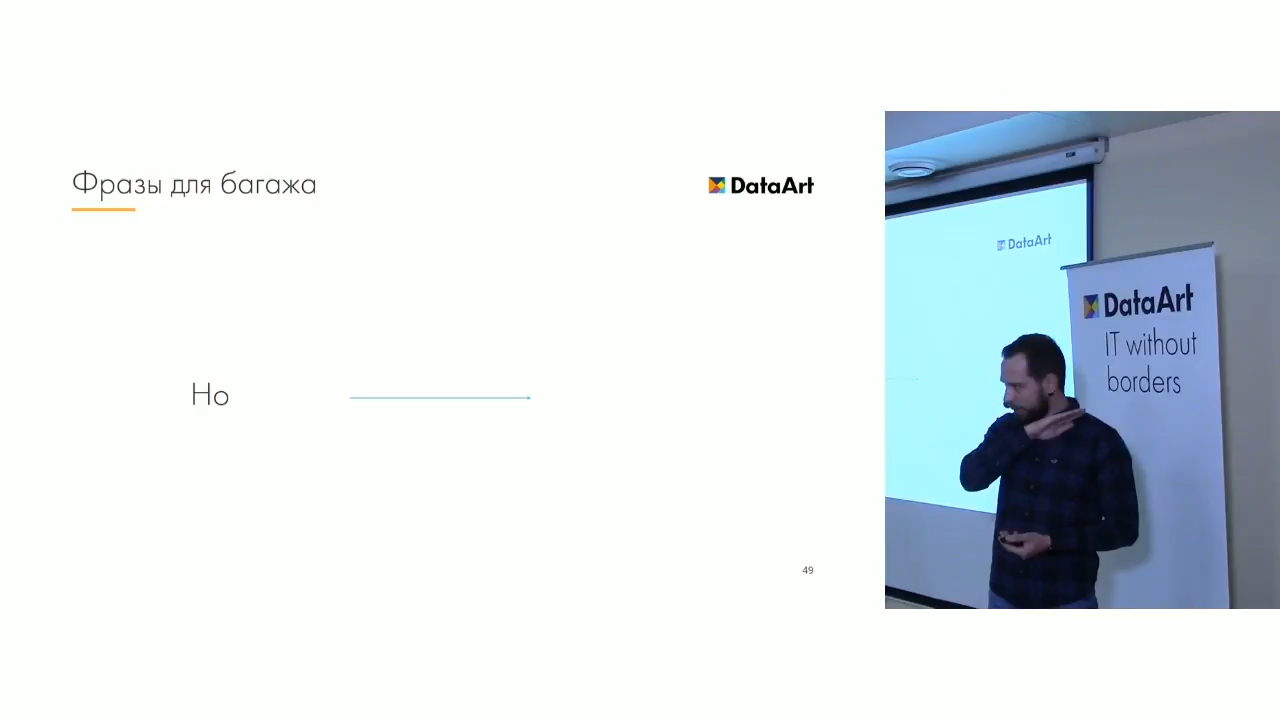 Фразы для багажа
DataArt
Но
49
DataArt
DataArt
IT without
borders